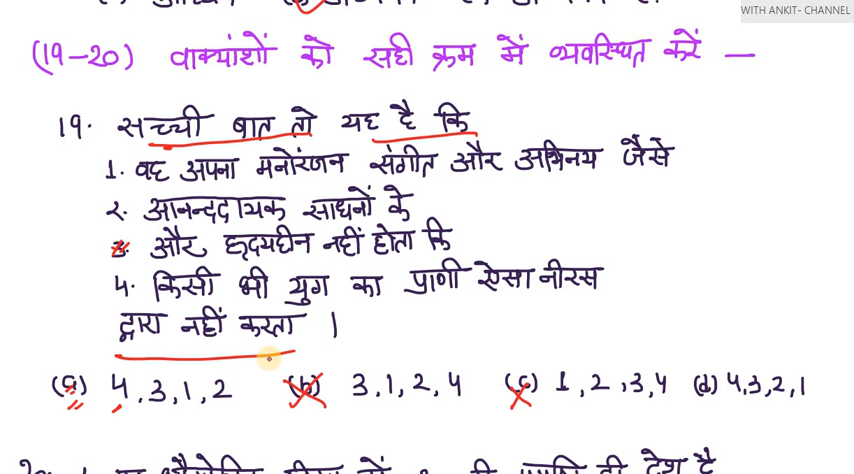 WITH ANKIT- CHANNEL
(19-20) वाक्यांशों को सही क्रम में व्यवस्थित करें —
19. सच्ची बात तो यह है कि
1. वह अपना मनोरंजन संगीत और अभिनय जैसे
2. आनन्ददायक साधनों के
3. और हृदयहीन नहीं होता कि
4. किसी भी युग का प्राणी ऐसा नीरस
द्वारा नहीं करता ।
(a) 4,3,1,2 (b) 3,1,2,4 (c) 1,2,3,4 (d) 4,3,2,1